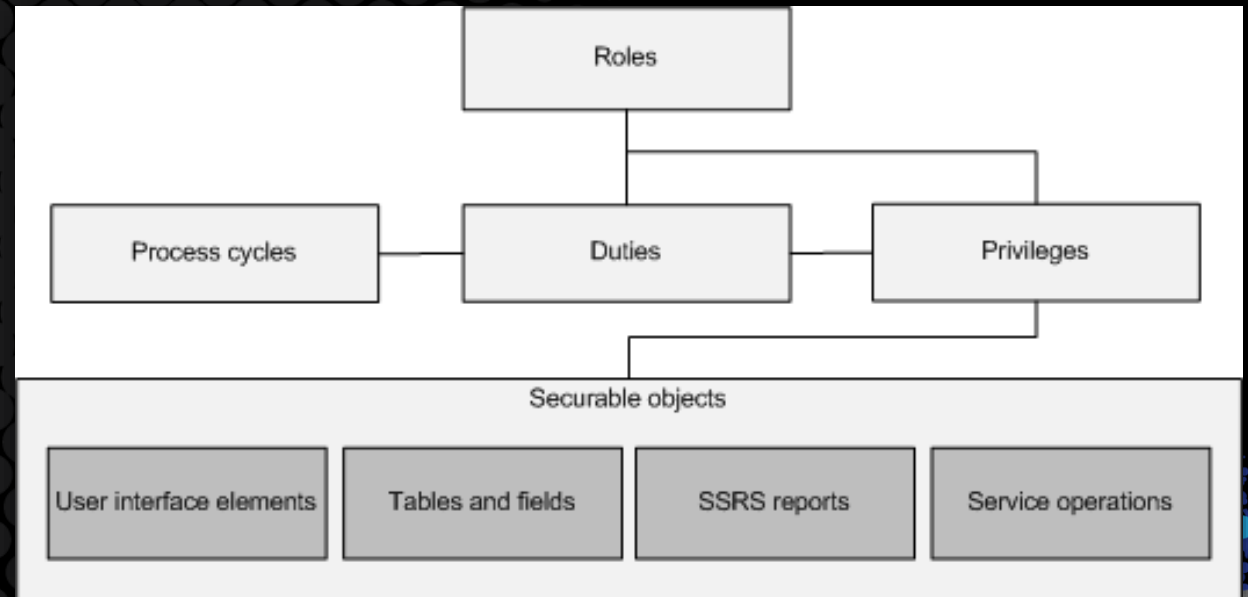 Roles
Process cycles
Duties
Privileges
Securable objects
User interface elements
Tables and fields
SSRS reports
Service operations